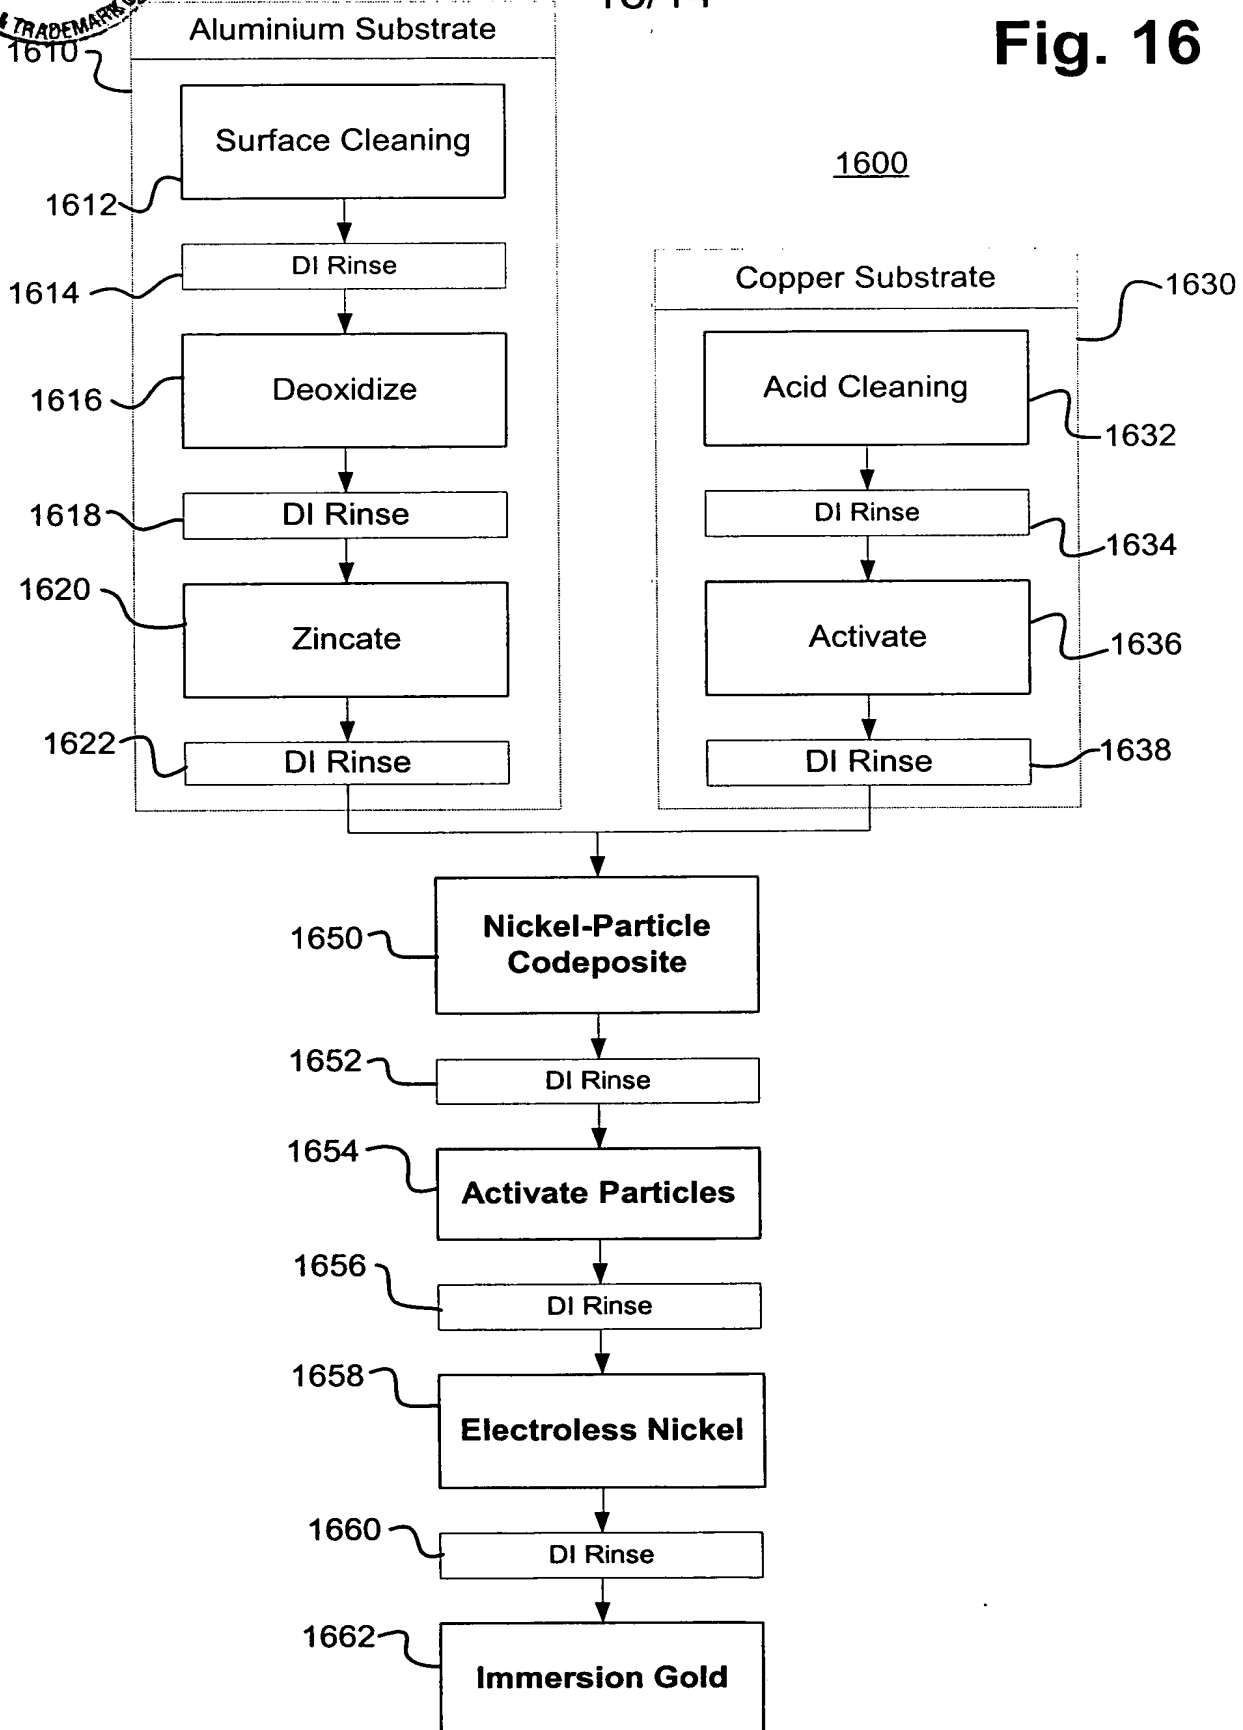 & TRADEMARK
Fig. 16
1600
1610
Aluminium Substrate
Surface Cleaning
1612
DI Rinse
1614
Deoxidize
1616
DI Rinse
1618
Zincate
1620
DI Rinse
1622
Copper Substrate
1630
Acid Cleaning
1632
DI Rinse
1634
Activate
1636
DI Rinse
1638
Nickel-Particle
Codeposite
1650
DI Rinse
1652
Activate Particles
1654
DI Rinse
1656
Electroless Nickel
1658
DI Rinse
1660
Immersion Gold
1662